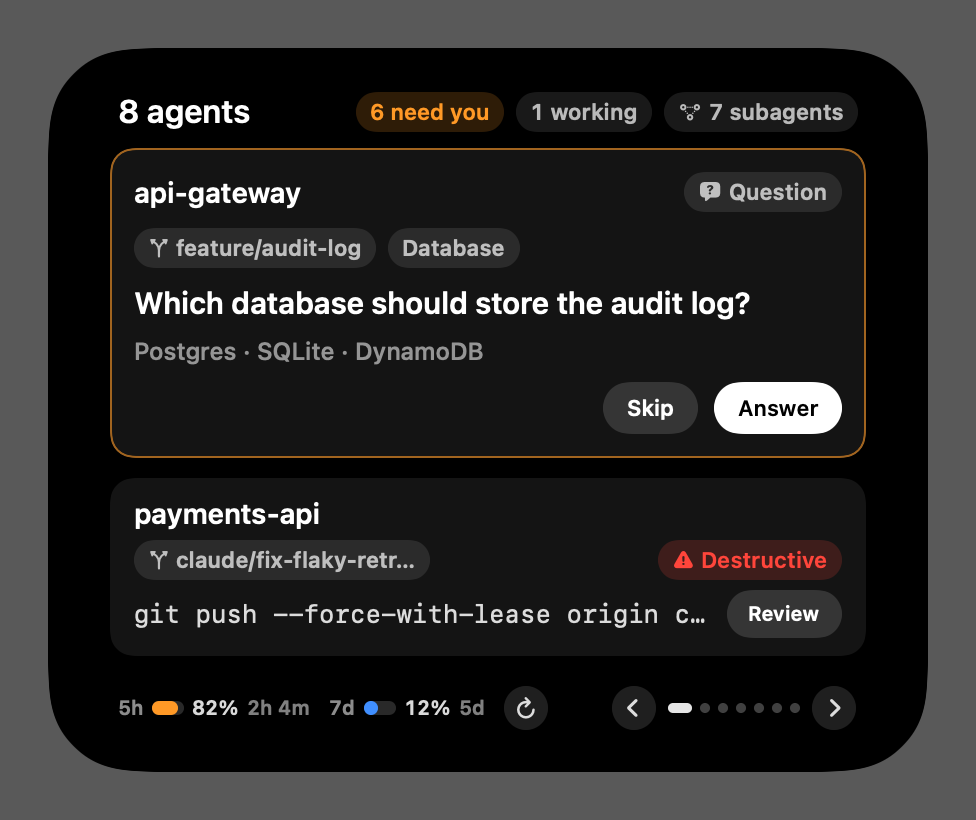 8 agents 6 need you 1 working 7 subagents
api-gateway Question
feature/audit-log Database
Which database should store the audit log?
Postgres · SQLite · DynamoDB
Skip Answer
payments-api
claude/fix-flaky-retr... Destructive
git push --force-with-lease origin c… Review
5h 82% 2h 4m 7d 12% 5d